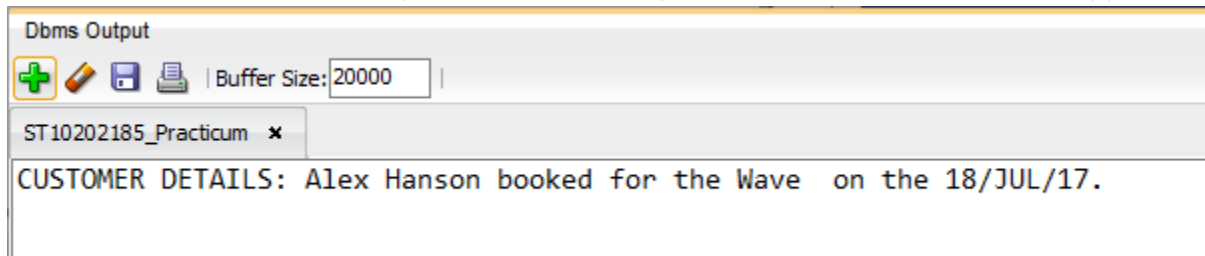 Dbms Output
Buffer Size: 20000
ST10202185_Practicum
CUSTOMER DETAILS: Alex Hanson booked for the Wave  on the 18/JUL/17.